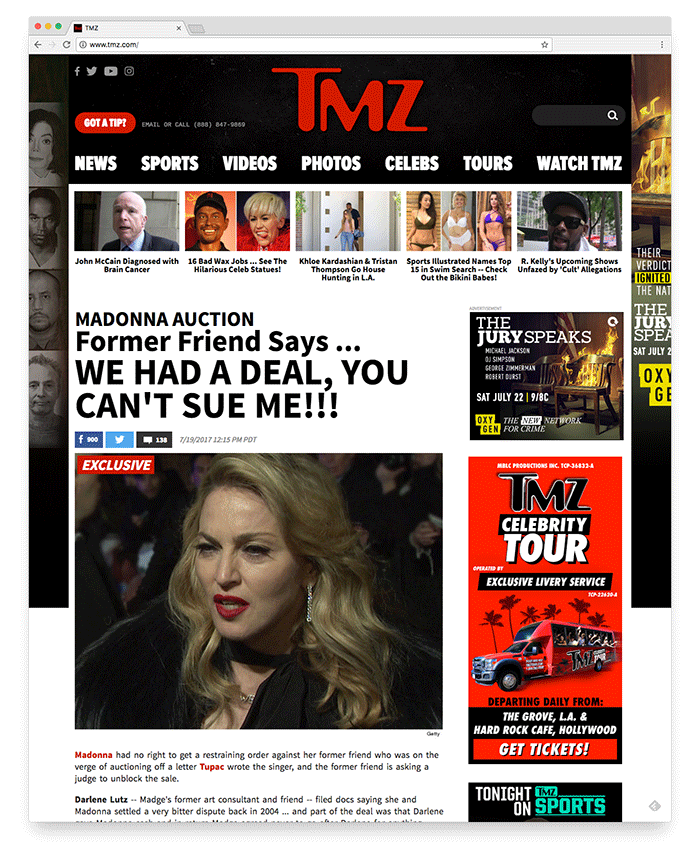 TMZ
www.tmz.com/
TMZ
GOT A TIP?
EMAIL OR CALL (888) 847-9869
NEWS SPORTS VIDEOS PHOTOS CELEBS TOURS WATCH TMZ
John McCain Diagnosed with
Brain Cancer
16 Bad Wax Jobs ... See The
Hilarious Celeb Statues!
Khloe Kardashian & Tristan
Thompson Go House
Hunting in L.A.
Sports Illustrated Names Top
15 in Swim Search -- Check
Out the Bikini Babes!
R. Kelly's Upcoming Shows
Unfazed by 'Cult' Allegations
MADONNA AUCTION
Former Friend Says ...
WE HAD A DEAL, YOU
CAN'T SUE ME!!!
900
138
7/19/2017 12:15 PM PDT
EXCLUSIVE
Getty
Madonna had no right to get a restraining order against her former friend who was on the
verge of auctioning off a letter Tupac wrote the singer, and the former friend is asking a
judge to unblock the sale.
Darlene Lutz -- Madge's former art consultant and friend -- filed docs saying she and
Madonna settled a very bitter dispute back in 2004 ... and part of the deal was that Darlene
ADVERTISEMENT
THE
JURY SPEAKS
MICHAEL JACKSON
OJ SIMPSON
GEORGE ZIMMERMAN
ROBERT DURST
SAT JULY 22 | 9/8C
OXY
GEN
THE NEW NETWORK
FOR CRIME
MBLC PRODUCTIONS INC. TCP-36833-A
TMZ
CELEBRITY
TOUR
OPERATED BY
EXCLUSIVE LIVERY SERVICE
TCP-22630-A
TMZ
DEPARTING DAILY FROM:
THE GROVE, L.A. &
HARD ROCK CAFE, HOLLYWOOD
GET TICKETS!
TONIGHT
ON
TMZ
SPORTS
THEIR
VERDICT
IGNITED
THE
JURY
SPEA
SAT JULY 2
OXY
GE